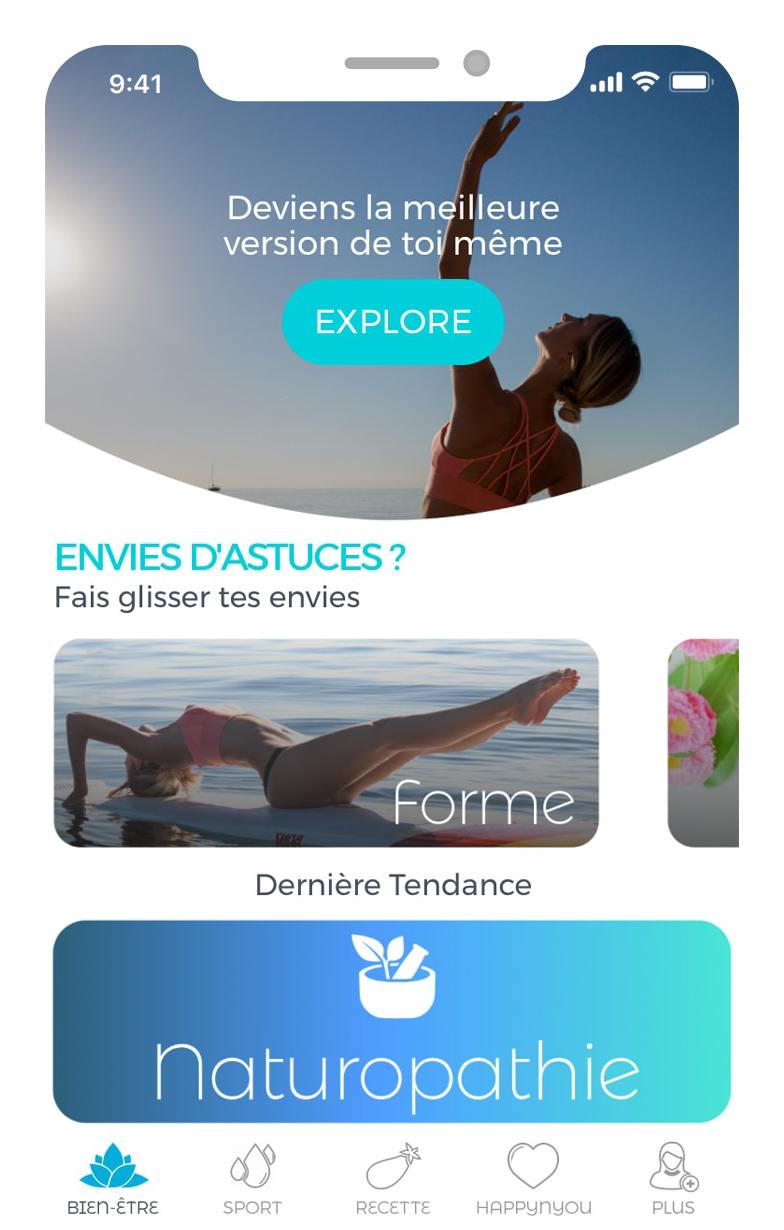 9:41
Deviens la meilleure
version de toi même
EXPLORE
ENVIES D'ASTUCES ?
Fais glisser tes envies
Forme
Dernière Tendance
Naturopathie
BIEN-ÊTRE
SPORT
RECETTE
HAPPYNYOU
PLUS